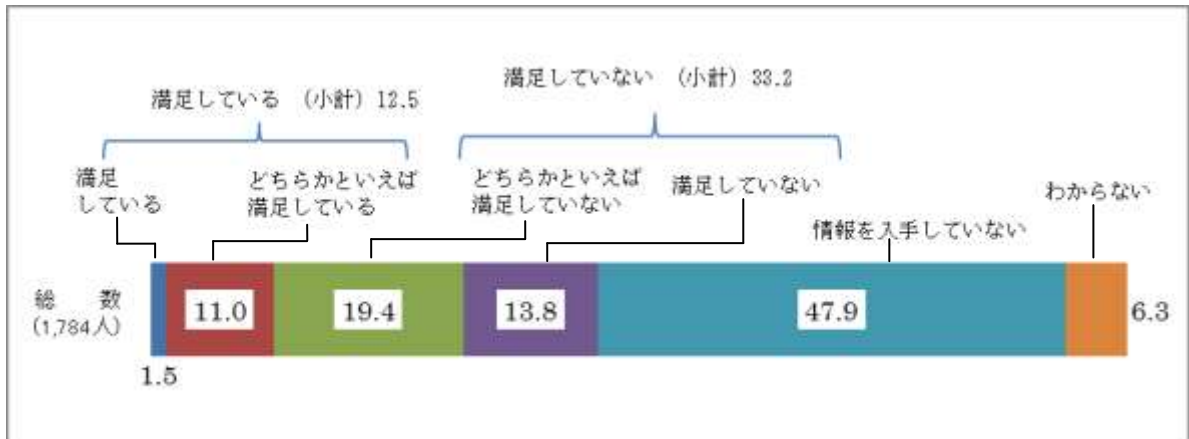 満足していない （小計）33.2
満足している （小計）12.5
満足
している
どちらかといえば
満足している
どちらかといえば
満足していない
満足していない
情報を入手していない
わからない
総　数
(1,784人)
11.0
19.4
13.8
47.9
6.3
1.5